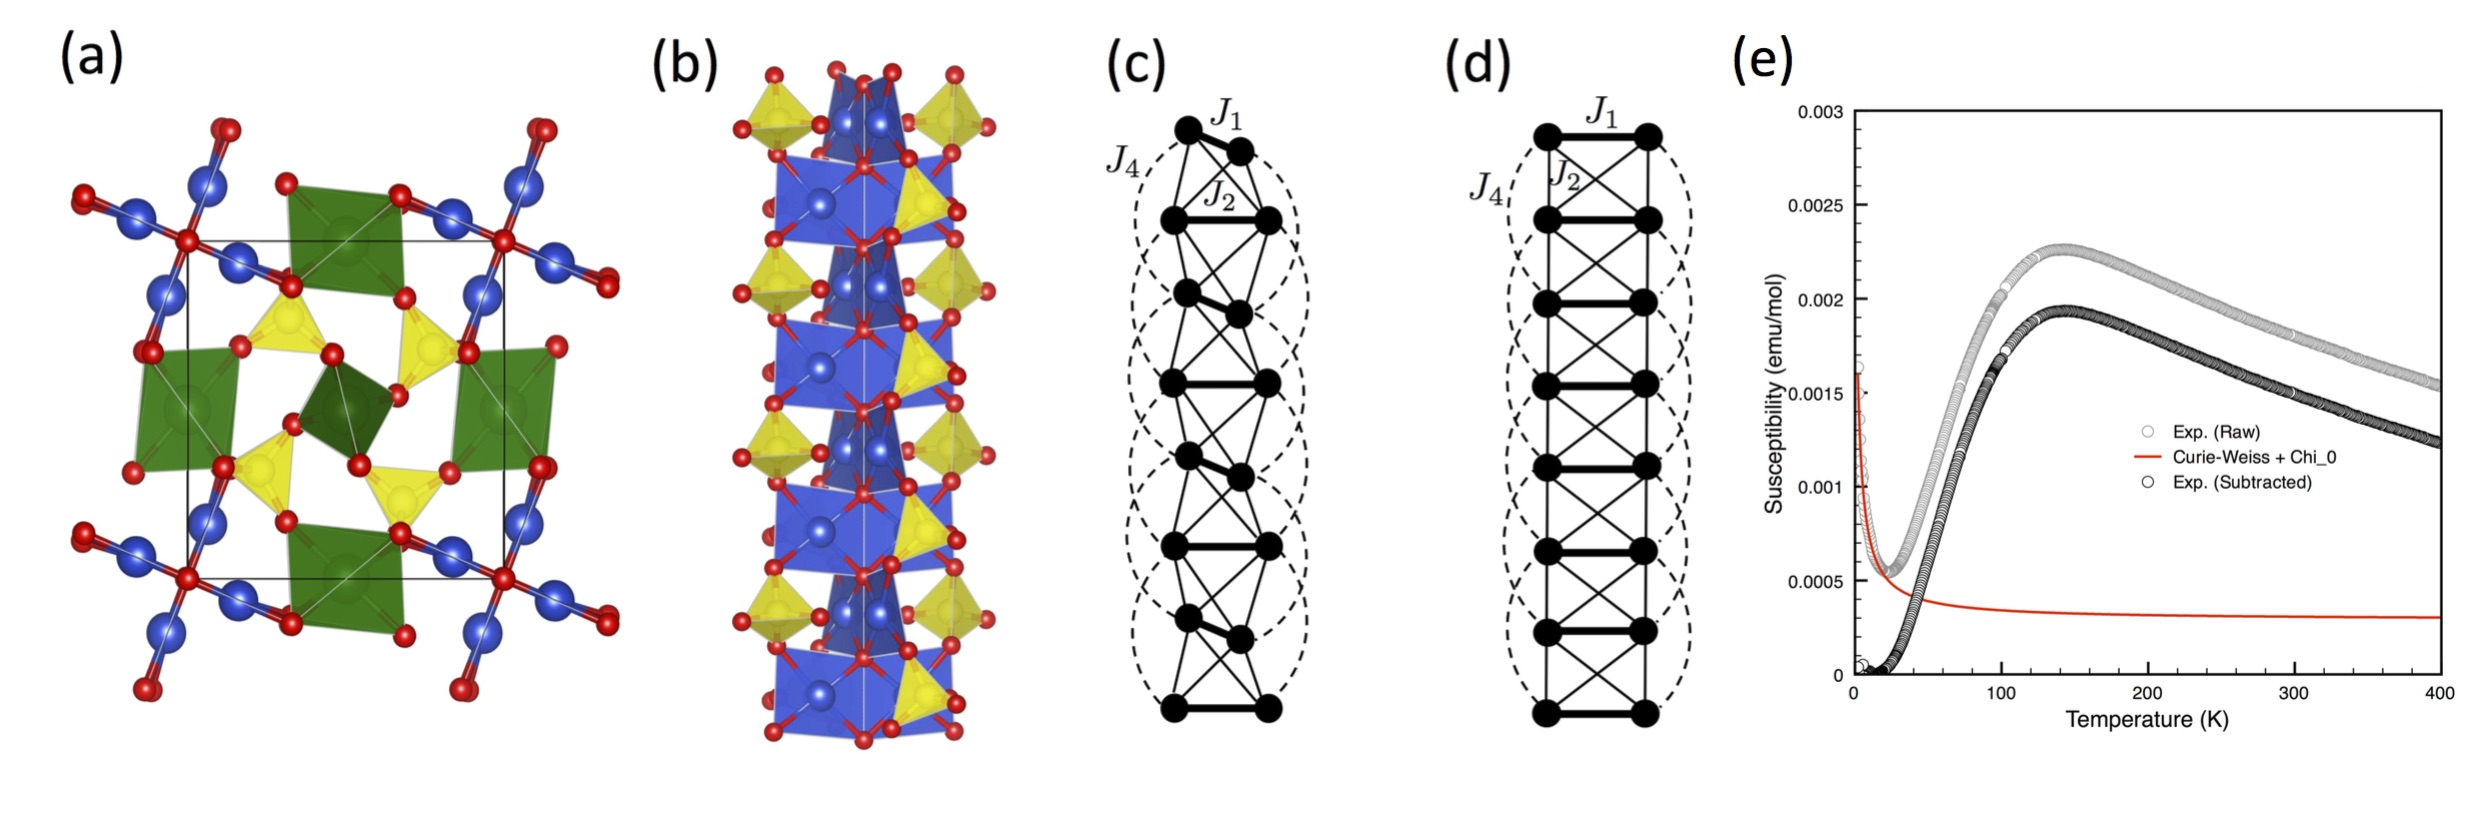 (a)
(b)
(c)
J1
J4
J2
(d)
J1
J2
J4
(e)
0.003
0.0025
0.002
0.0015
0.001
0.0005
0
Susceptibility (emu/mol)
Exp. (Raw)
Curie-Weiss + Chi_0
Exp. (Subtracted)
0 100 200 300 400
Temperature (K)